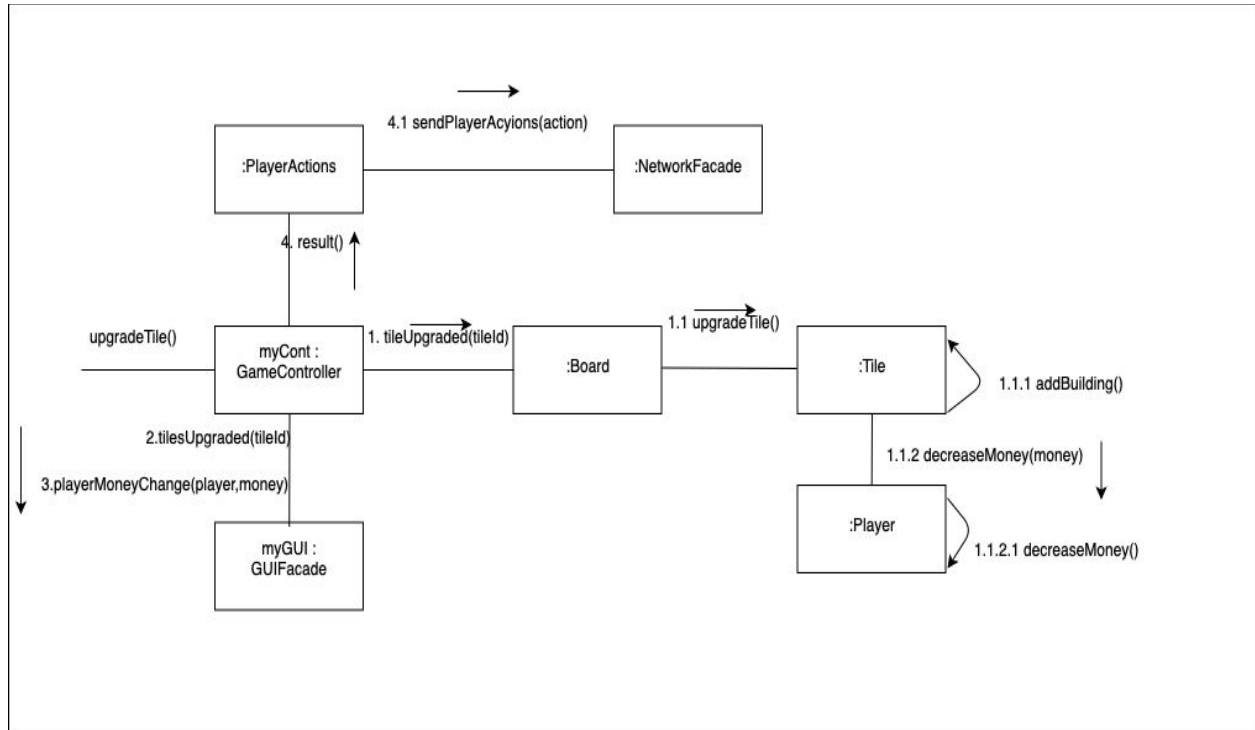 4.1 sendPlayerAcyions(action)
:PlayerActions
:NetworkFacade
4. result()
upgradeTile()
myCont :
GameController
1. tileUpgraded(tileId)
:Board
1.1 upgradeTile()
:Tile
1.1.1 addBuilding()
2.tilesUpgraded(tileId)
1.1.2 decreaseMoney(money)
3.playerMoneyChange(player,money)
:Player
1.1.2.1 decreaseMoney()
myGUI :
GUIFacade